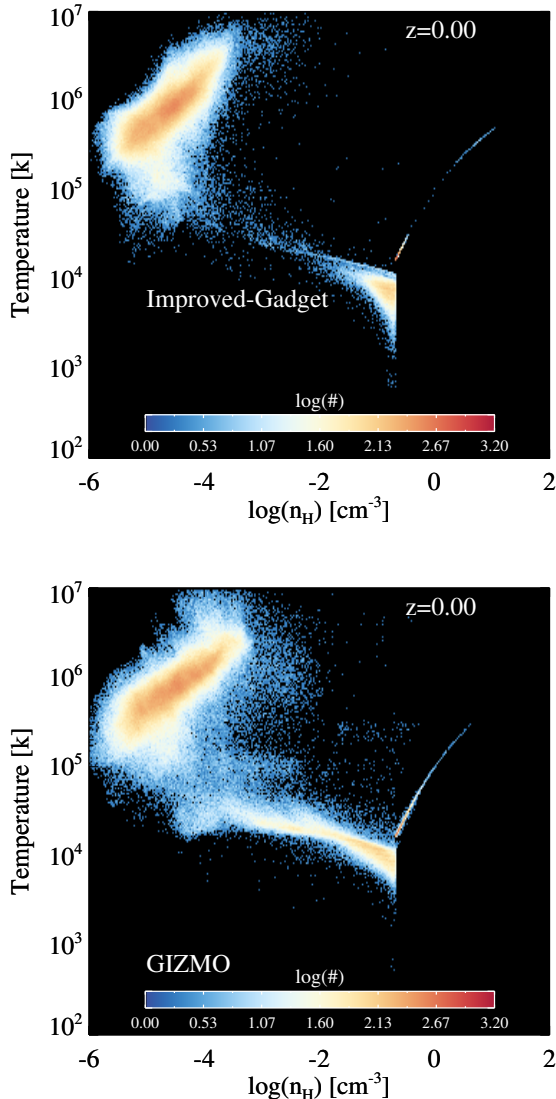 10^7
z=0.00
10^6
10^5
10^4
10^3
10^2
Temperature [k]
Improved-Gadget
log(#)
0.00 0.53 1.07 1.60 2.13 2.67 3.20
-6 -4 -2 0 2
log(n_H) [cm^-3]
10^7
z=0.00
10^6
10^5
10^4
10^3
10^2
Temperature [k]
GIZMO
log(#)
0.00 0.53 1.07 1.60 2.13 2.67 3.20
-6 -4 -2 0 2
log(n_H) [cm^-3]